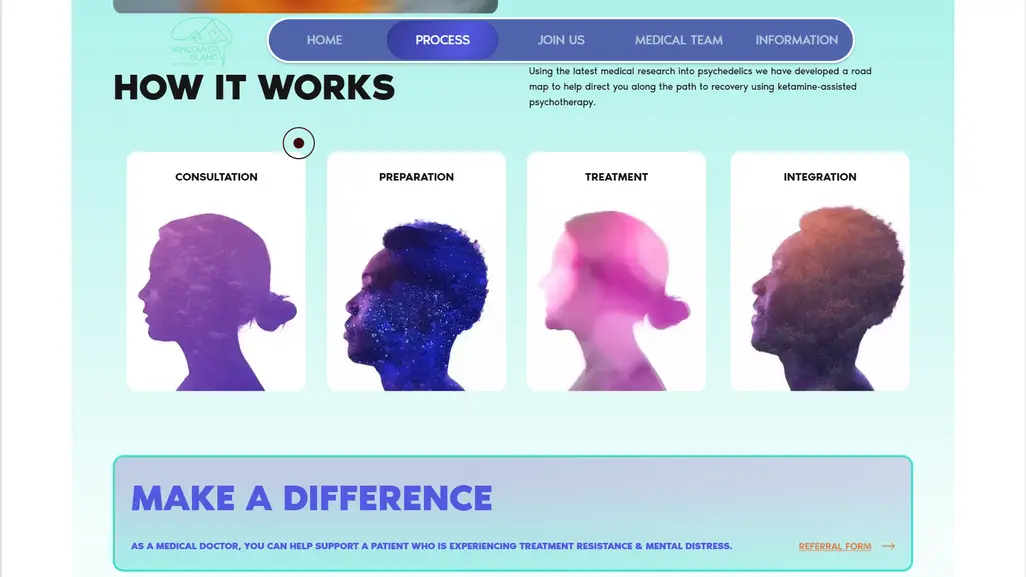 HOME
PROCESS
JOIN US
MEDICAL TEAM
INFORMATION
VANCOUVER
ISLAND
HOW IT WORKS
Using the latest medical research into psychedelics we have developed a road
map to help direct you along the path to recovery using ketamine-assisted
psychotherapy.
CONSULTATION
PREPARATION
TREATMENT
INTEGRATION
MAKE A DIFFERENCE
AS A MEDICAL DOCTOR, YOU CAN HELP SUPPORT A PATIENT WHO IS EXPERIENCING TREATMENT RESISTANCE & MENTAL DISTRESS.
REFERRAL FORM